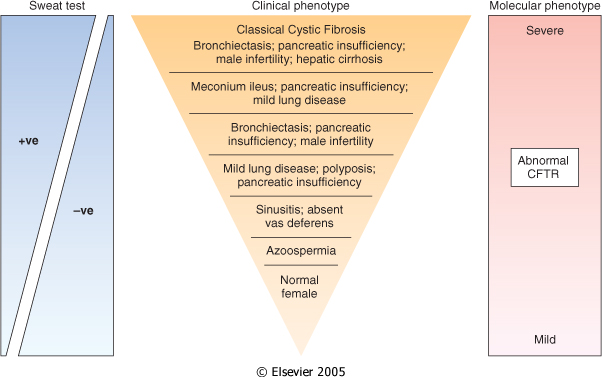 Sweat test
Clinical phenotype
Molecular phenotype
+ve
–ve
Classical Cystic Fibrosis
Bronchiectasis; pancreatic insufficiency;
male infertility; hepatic cirrhosis
Meconium ileus; pancreatic insufficiency;
mild lung disease
Bronchiectasis; pancreatic
insufficiency; male infertility
Mild lung disease; polyposis;
pancreatic insufficiency
Sinusitis; absent
vas deferens
Azoospermia
Normal
female
Severe
Abnormal
CFTR
Mild
© Elsevier 2005